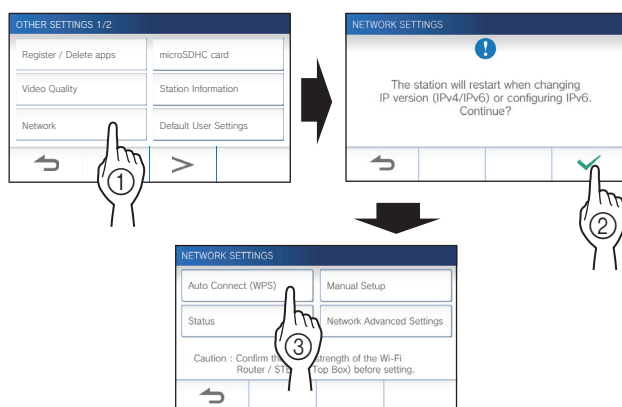 OTHER SETTINGS 1/2
Register / Delete apps
microSDHC card
Video Quality
Station Information
Network
Default User Settings
1
NETWORK SETTINGS
The station will restart when changing
IP version (IPv4/IPv6) or configuring IPv6.
Continue?
2
NETWORK SETTINGS
Auto Connect (WPS)
Manual Setup
Status
Network Advanced Settings
3
Caution : Confirm the strength of the Wi-Fi
Router / Top Box) before setting.